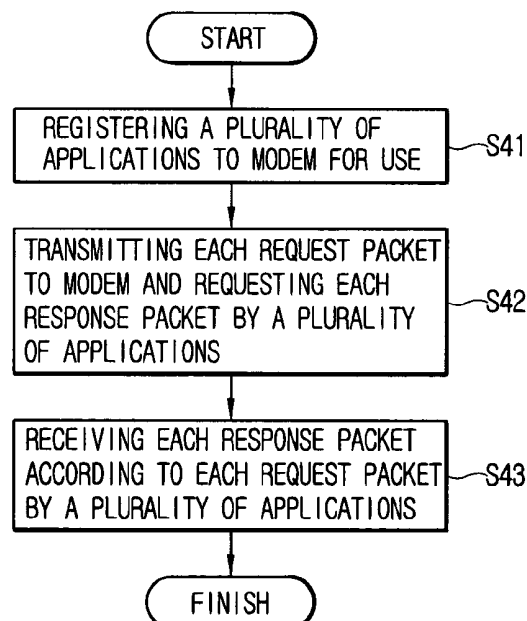 START
REGISTERING A PLURALITY OF
APPLICATIONS TO MODEM FOR USE
S41
TRANSMITTING EACH REQUEST PACKET
TO MODEM AND REQUESTING EACH
RESPONSE PACKET BY A PLURALITY
OF APPLICATIONS
S42
RECEIVING EACH RESPONSE PACKET
ACCORDING TO EACH REQUEST PACKET
BY A PLURALITY OF APPLICATIONS
S43
FINISH